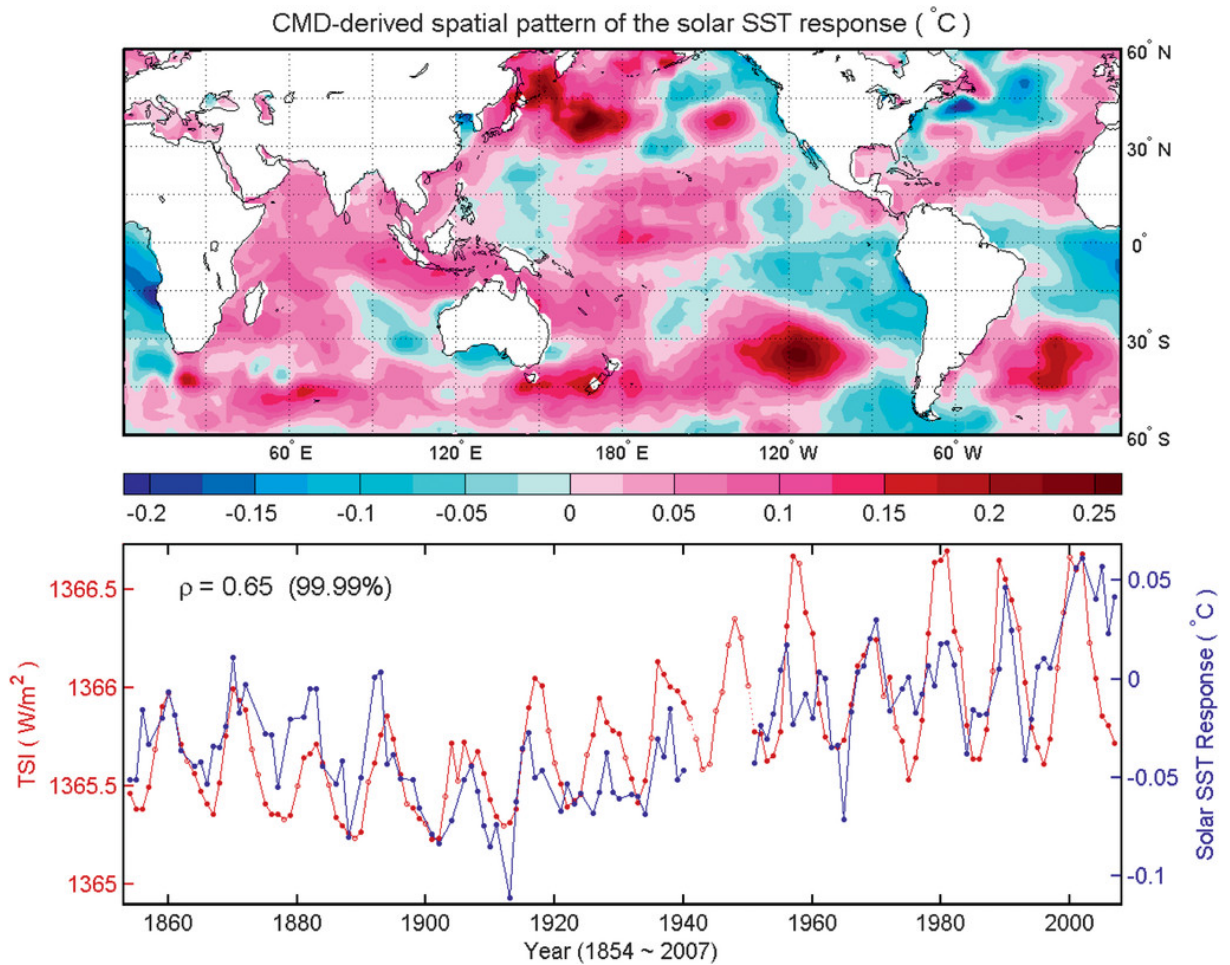 CMD-derived spatial pattern of the solar SST response ( °C )
60° N
30° N
0°
30° S
60° S
60° E
120° E
180° E
120° W
60° W
-0.2
-0.15
-0.1
-0.05
0
0.05
0.1
0.15
0.2
0.25
ρ = 0.65 (99.99%)
TSI ( W/m² )
1366.5
1366
1365.5
1365
0.05
0
-0.05
-0.1
Solar SST Response ( °C )
1860
1880
1900
1920
1940
1960
1980
2000
Year (1854 ~ 2007)